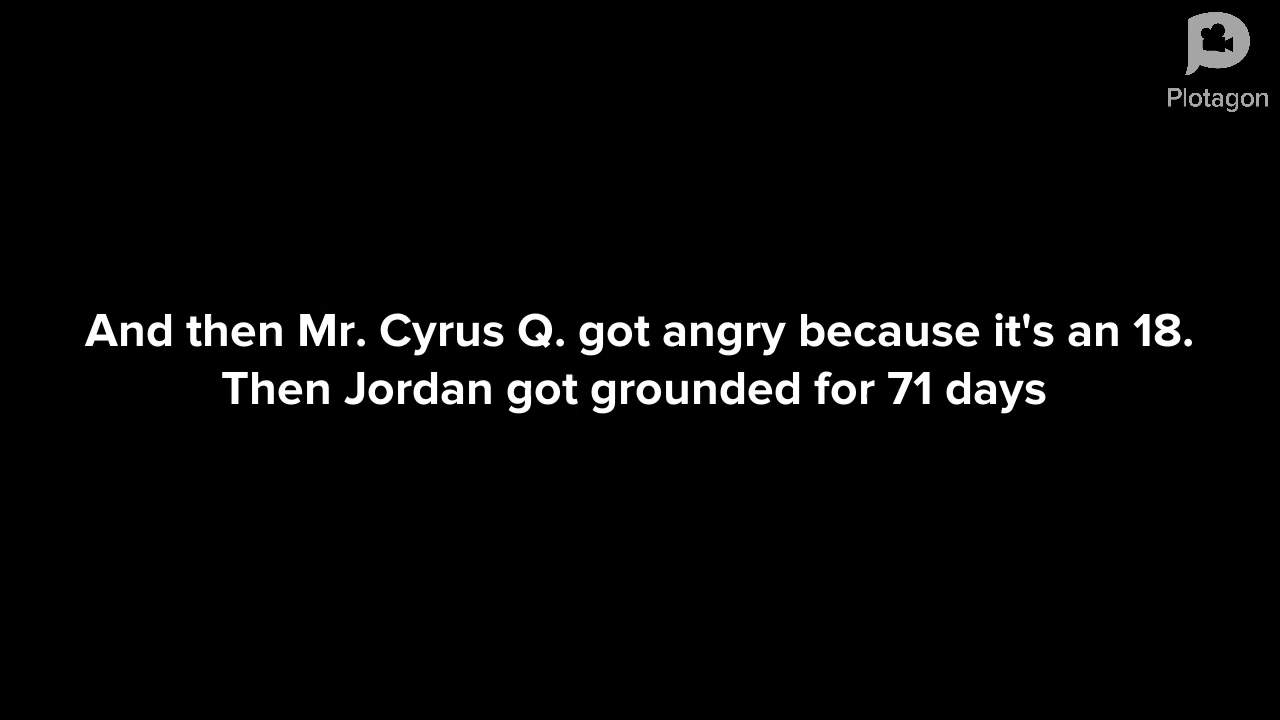 Plotagon
And then Mr. Cyrus Q. got angry because it's an 18.
Then Jordan got grounded for 71 days